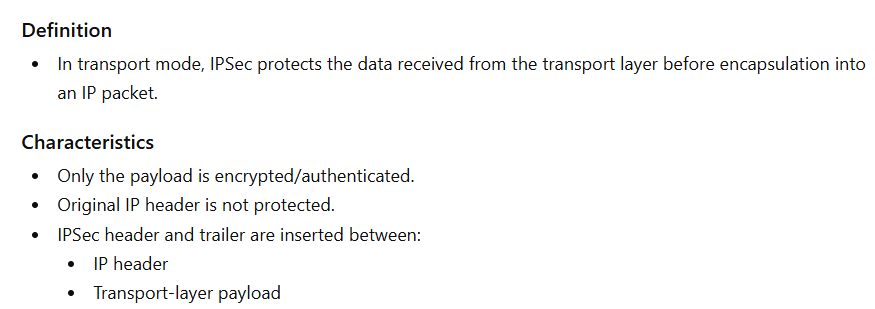 Definition
• In transport mode, IPSec protects the data received from the transport layer before encapsulation into
an IP packet.
Characteristics
• Only the payload is encrypted/authenticated.
• Original IP header is not protected.
• IPSec header and trailer are inserted between:
• IP header
• Transport-layer payload